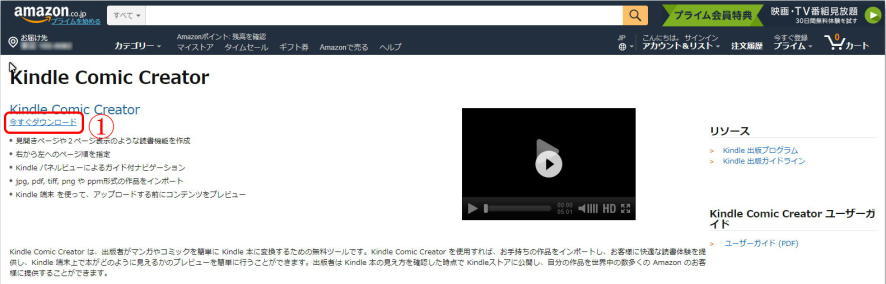 amazon.co.jp
プライムを始める
すべて
プライム会員特典
映画・TV番組見放題
30日間無料体験を試す
お届け先
カテゴリー
Amazonポイント: 残高を確認
マイストア タイムセール ギフト券 Amazonで売る ヘルプ
JP
こんにちは。サインイン
アカウント&リスト
注文履歴
今すぐ登録
プライム
0
カート
Kindle Comic Creator
Kindle Comic Creator
今すぐダウンロード
①
• 見開きページや2ページ表示のような読書機能を作成
• 右から左へのページ順を指定
• Kindle パネルビューによるガイド付ナビゲーション
• jpg, pdf, tiff, png や ppm形式の作品をインポート
• Kindle 端末 を使って、アップロードする前にコンテンツをプレビュー
00:00
05:01
HD
リソース
> Kindle 出版プログラム
> Kindle 出版ガイドライン
Kindle Comic Creator ユーザーガ
イド
> ユーザーガイド (PDF)
Kindle Comic Creator は、出版者がマンガやコミックを簡単に Kindle 本に変換するための無料ツールです。Kindle Comic Creator を使用すれば、お手持ちの作品をインポートし、お客様に快適な読書体験を提
供し、Kindle 端末上で本がどのように見えるかのプレビューを簡単に行うことができます。出版者は Kindle 本の見え方を確認した時点で Kindleストアに公開し、自分の作品を世界中の数多くの Amazon のお客
様に提供することができます。